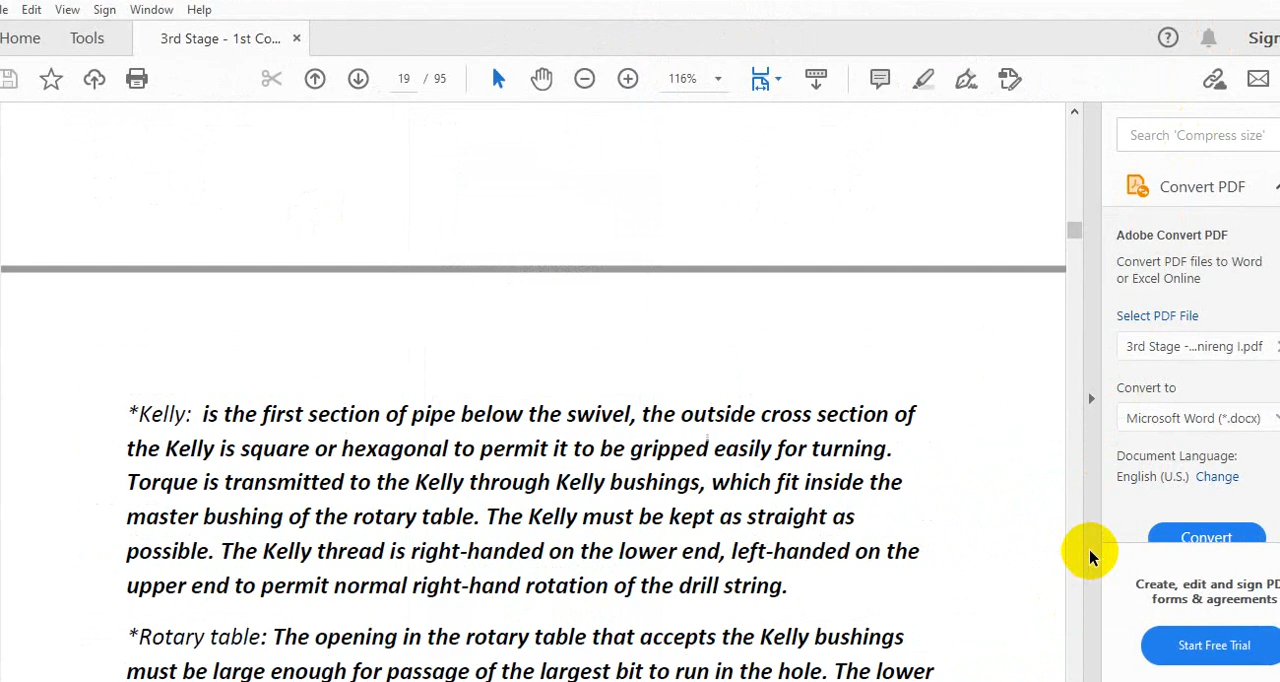 Edit View Sign Window Help
Home Tools 3rd Stage - 1st Co... ×
19 / 95 116%
Search 'Compress size'
Convert PDF
Adobe Convert PDF
Convert PDF files to Word
or Excel Online
Select PDF File
3rd Stage -...nireng I.pdf
Convert to
Microsoft Word (*.docx)
Document Language:
English (U.S.) Change
Convert
Create, edit and sign PD
forms & agreements
Start Free Trial
*Kelly: is the first section of pipe below the swivel, the outside cross section of
the Kelly is square or hexagonal to permit it to be gripped easily for turning.
Torque is transmitted to the Kelly through Kelly bushings, which fit inside the
master bushing of the rotary table. The Kelly must be kept as straight as
possible. The Kelly thread is right-handed on the lower end, left-handed on the
upper end to permit normal right-hand rotation of the drill string.
*Rotary table: The opening in the rotary table that accepts the Kelly bushings
must be large enough for passage of the largest bit to run in the hole. The lower